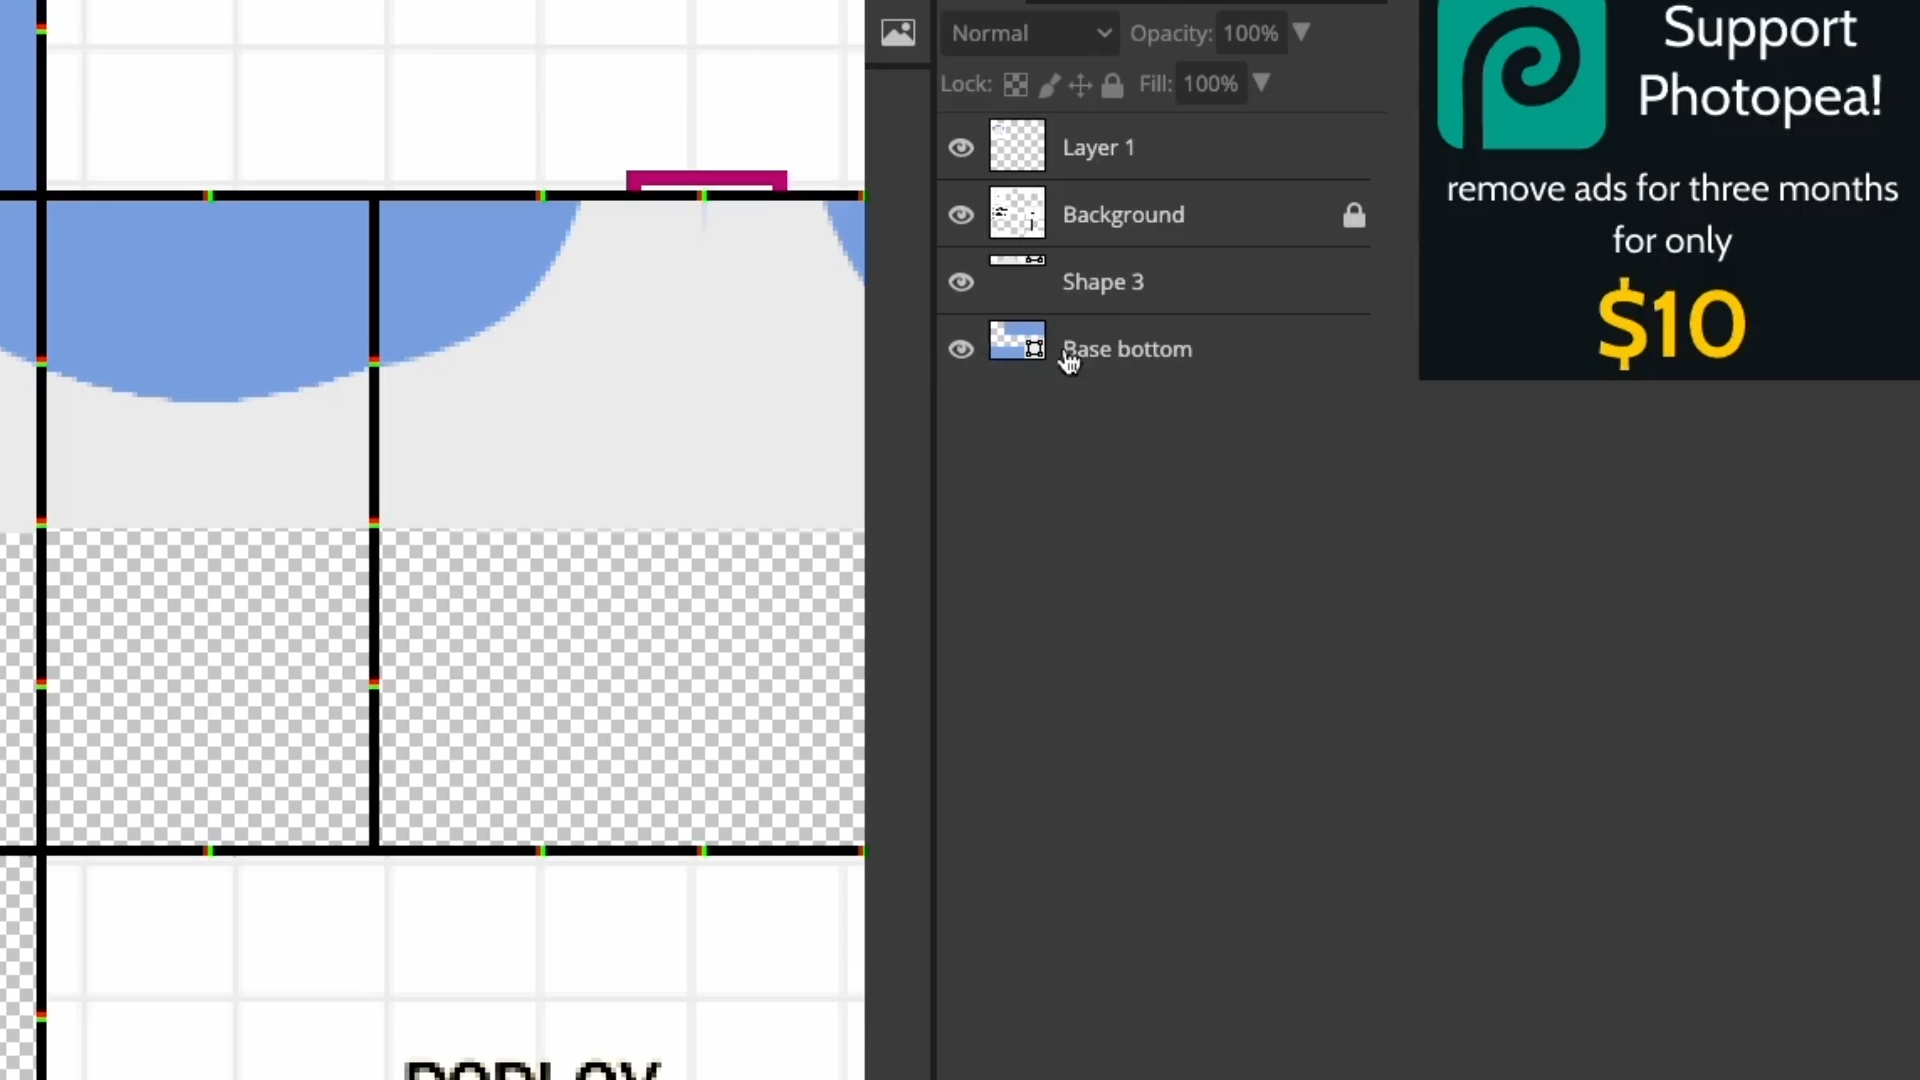 Normal
Opacity: 100%
Lock:
Fill: 100%
Layer 1
Background
Shape 3
Base bottom
Support
Photopea!
remove ads for three months
for only
$10